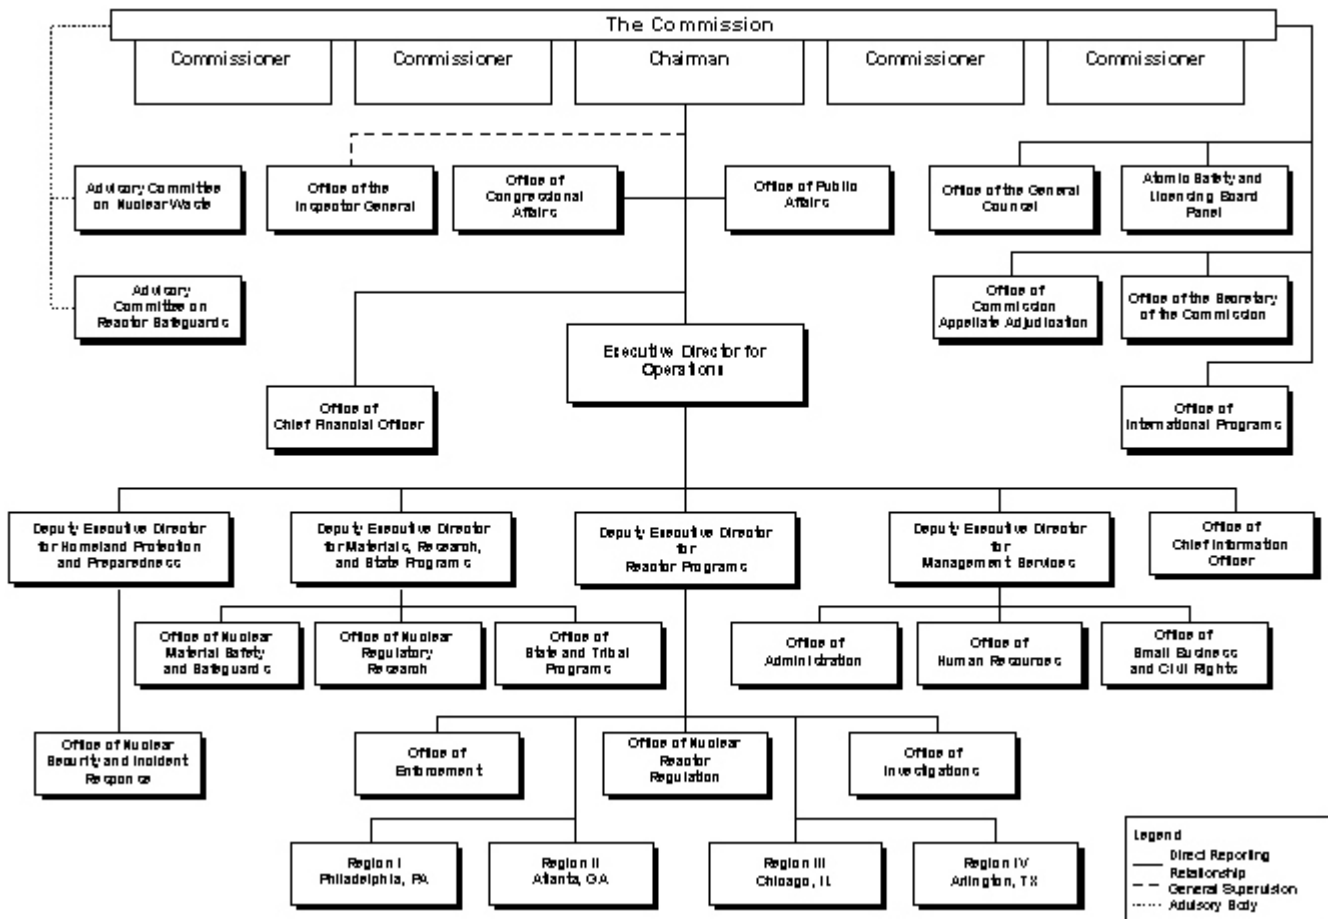 The Commission
Commissioner
Commissioner
Chairman
Commissioner
Commissioner
Advisory Committee
on Nuclear Waste
Office of the
Inspector General
Office of
Congressional
Affairs
Office of Public
Affairs
Office of the General
Councel
Atomic Safety and
Licensing Board
Panel
Advisory
Committee on
Reactor Safeguards
Office of
Commission
Appellate Adjudication
Office of the Secretary
of the Commission
Executive Director for
Operations
Office of
Chief Financial Officer
Office of
International Programs
Deputy Executive Director
for Homeland Protection
and Preparedness
Deputy Executive Director
for Materials, Research,
and State Programs
Deputy Executive Director
for
Reactor Programs
Deputy Executive Director
for
Management Services
Office of
Chief Information
Officer
Office of Nuclear
Material Safety
and Safeguards
Office of Nuclear
Regulatory
Research
Office of
State and Tribal
Programs
Office of
Administration
Office of
Human Resources
Office of
Small Business
and Civil Rights
Office of Nuclear
Security and Incident
Response
Office of
Enforcement
Office of Nuclear
Reactor
Regulation
Office of
Investigations
Region I
Philadelphia, PA
Region II
Atlanta, GA
Region III
Chicago, IL
Region IV
Arlington, TX
Legend
Direct Reporting
Relationship
General Supervision
Advisory Body